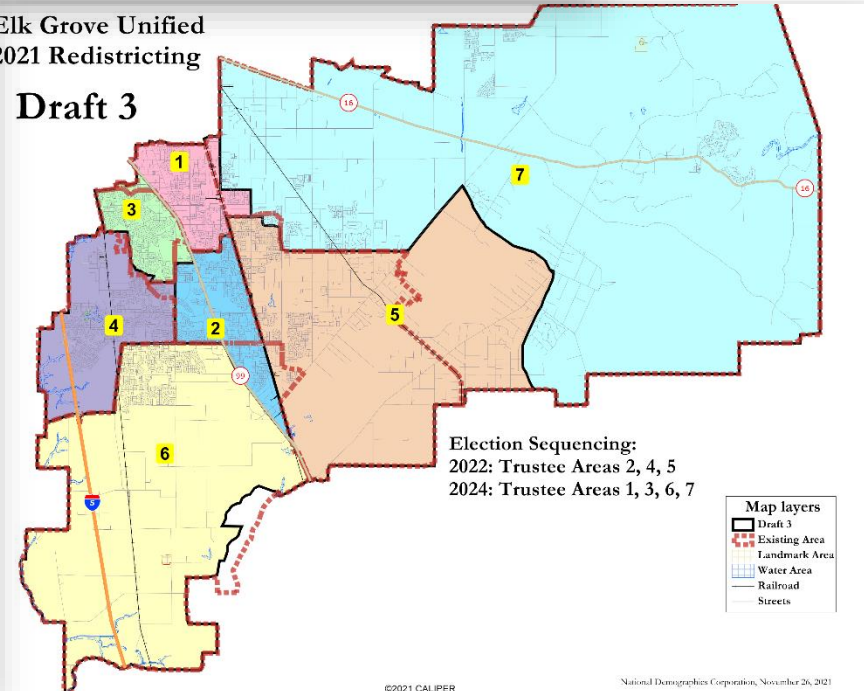 Elk Grove Unified
2021 Redistricting
Draft 3
16
1
7
16
3
5
4
2
99
6
5
Election Sequencing:
2022: Trustee Areas 2, 4, 5
2024: Trustee Areas 1, 3, 6, 7
Map layers
Draft 3
Existing Area
Landmark Area
Water Area
Railroad
Streets
©2021 CALIPER
National Demographics Corporation, November 26, 2021